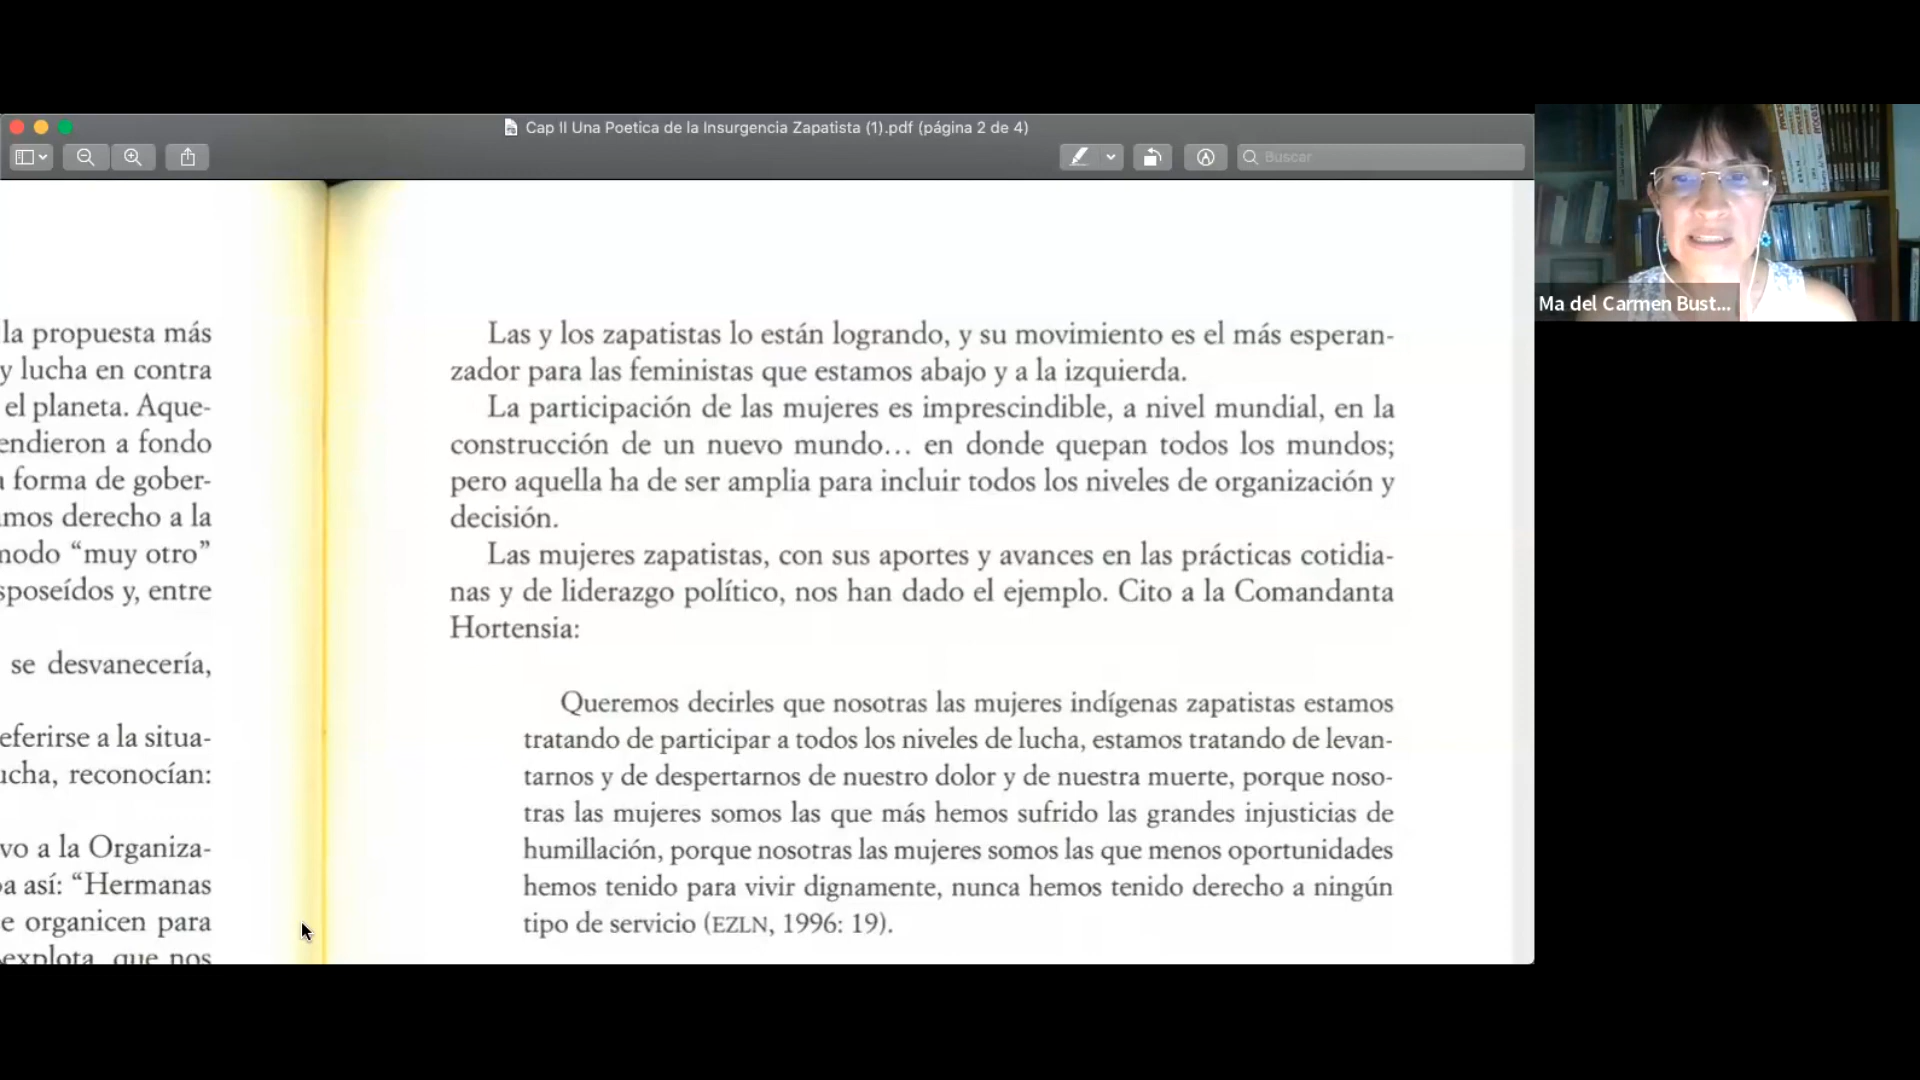 Cap II Una Poetica de la Insurgencia Zapatista (1).pdf (página 2 de 4)
Buscar
la propuesta más
y lucha en contra
el planeta. Aque-
endieron a fondo
forma de gober-
amos derecho a la
modo “muy otro”
sposeídos y, entre
se desvanecería,
eferirse a la situa-
ucha, reconocían:
vo a la Organiza-
así: “Hermanas
e organicen para
explota, que nos
Las y los zapatistas lo están logrando, y su movimiento es el más esperan-
zador para las feministas que estamos abajo y a la izquierda.
La participación de las mujeres es imprescindible, a nivel mundial, en la
construcción de un nuevo mundo... en donde quepan todos los mundos;
pero aquella ha de ser amplia para incluir todos los niveles de organización y
decisión.
Las mujeres zapatistas, con sus aportes y avances en las prácticas cotidia-
nas y de liderazgo político, nos han dado el ejemplo. Cito a la Comandanta
Hortensia:
Queremos decirles que nosotras las mujeres indígenas zapatistas estamos
tratando de participar a todos los niveles de lucha, estamos tratando de levan-
tarnos y de despertarnos de nuestro dolor y de nuestra muerte, porque noso-
tras las mujeres somos las que más hemos sufrido las grandes injusticias de
humillación, porque nosotras las mujeres somos las que menos oportunidades
hemos tenido para vivir dignamente, nunca hemos tenido derecho a ningún
tipo de servicio (EZLN, 1996: 19).
Ma del Carmen Bust...